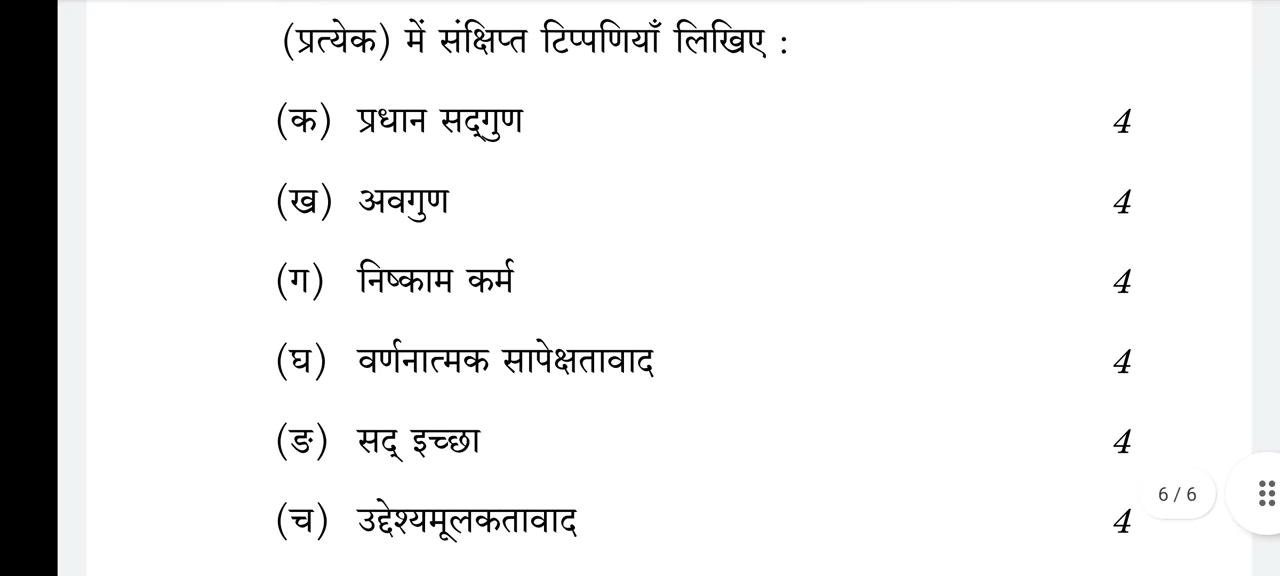 (प्रत्येक) में संक्षिप्त टिप्पणियाँ लिखिए :
(क) प्रधान सद्‌गुण 4
(ख) अवगुण 4
(ग) निष्काम कर्म 4
(घ) वर्णनात्मक सापेक्षतावाद 4
(ङ) सद् इच्छा 4
6 / 6
(च) उद्देश्यमूलकतावाद 4